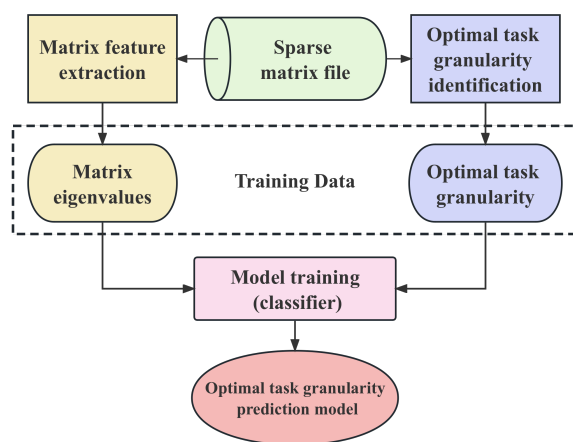 Matrix feature
extraction
Sparse
matrix file
Optimal task
granularity
identification
Matrix
eigenvalues
Training Data
Optimal task
granularity
Model training
(classifier)
Optimal task granularity
prediction model